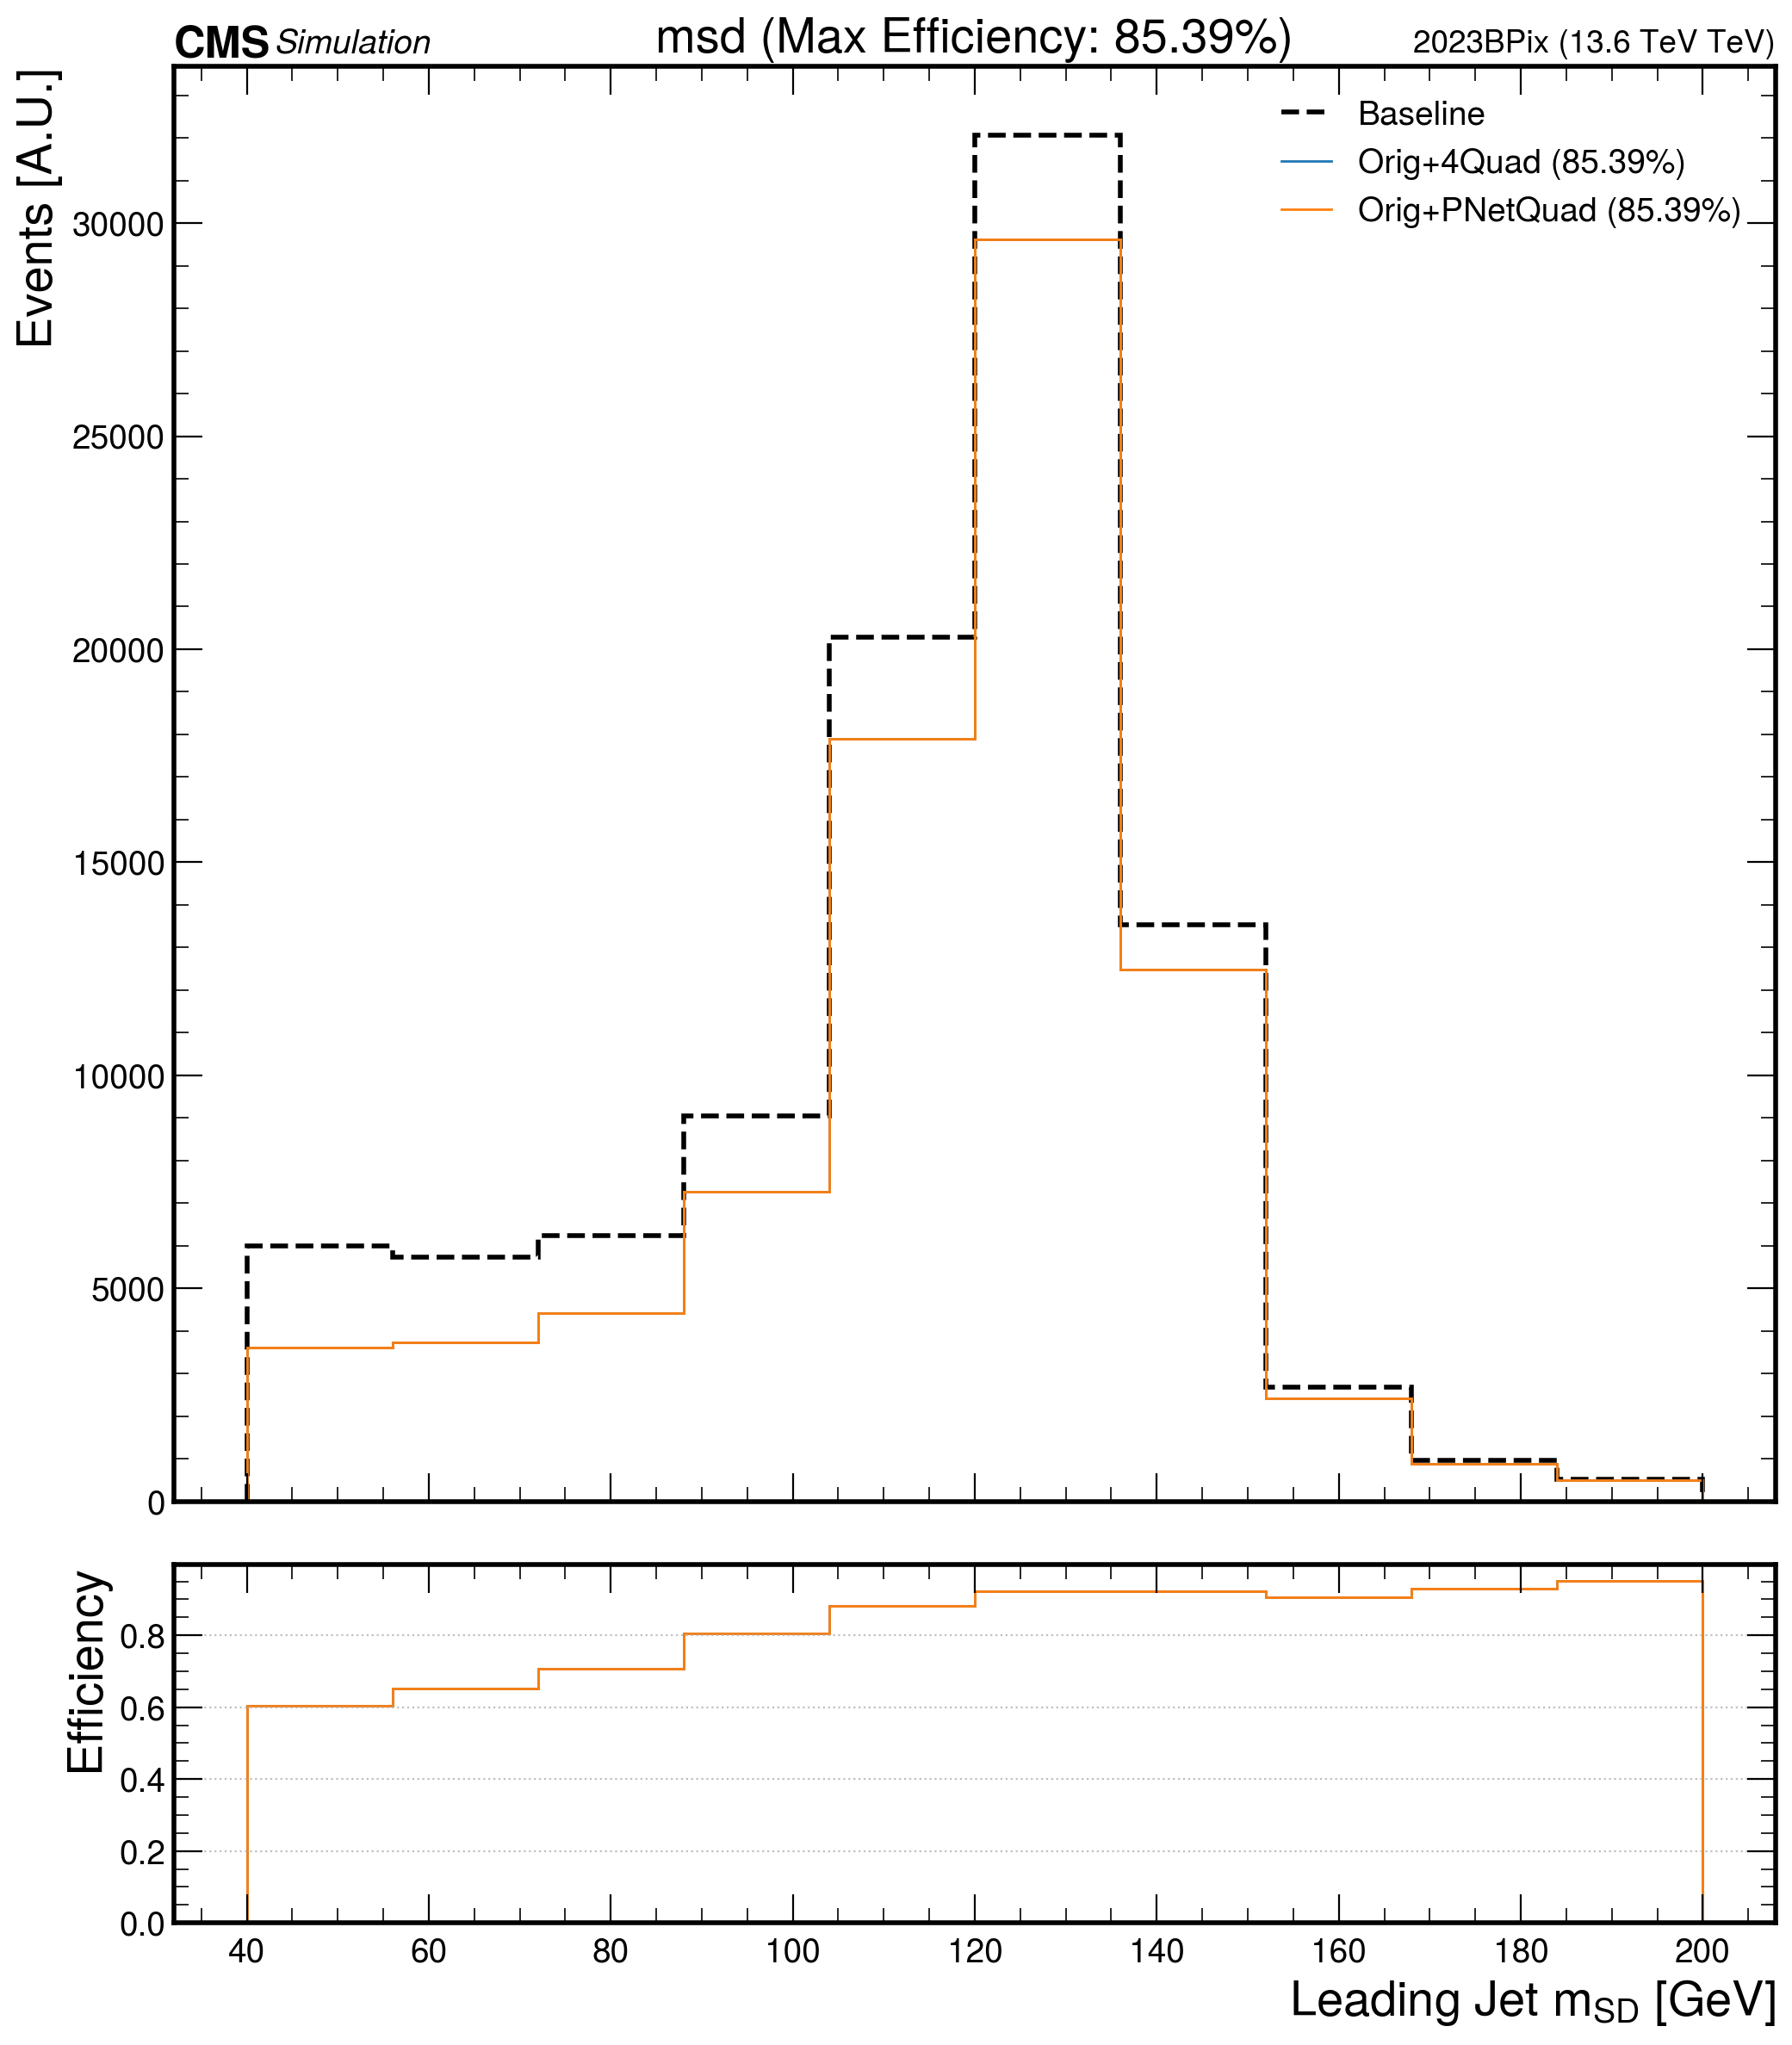 CMS Simulation
msd (Max Efficiency: 85.39%)
2023BPix (13.6 TeV TeV)
Events [A.U.]
Baseline
Orig+4Quad (85.39%)
Orig+PNetQuad (85.39%)
30000
25000
20000
15000
10000
5000
0
Efficiency
0.8
0.6
0.4
0.2
0.0
40 60 80 100 120 140 160 180 200
Leading Jet m_SD [GeV]